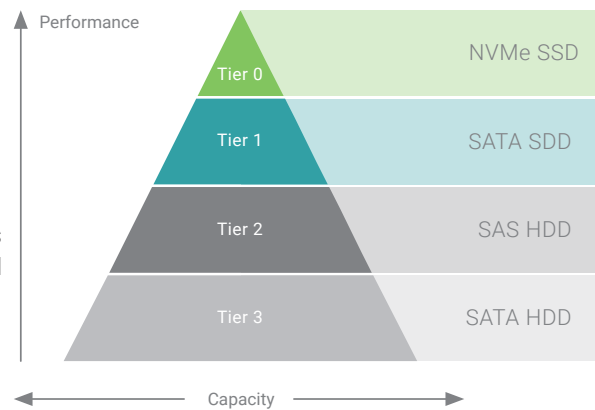 Performance
Tier 0
NVMe SSD
Tier 1
SATA SDD
Tier 2
SAS HDD
Tier 3
SATA HDD
Capacity